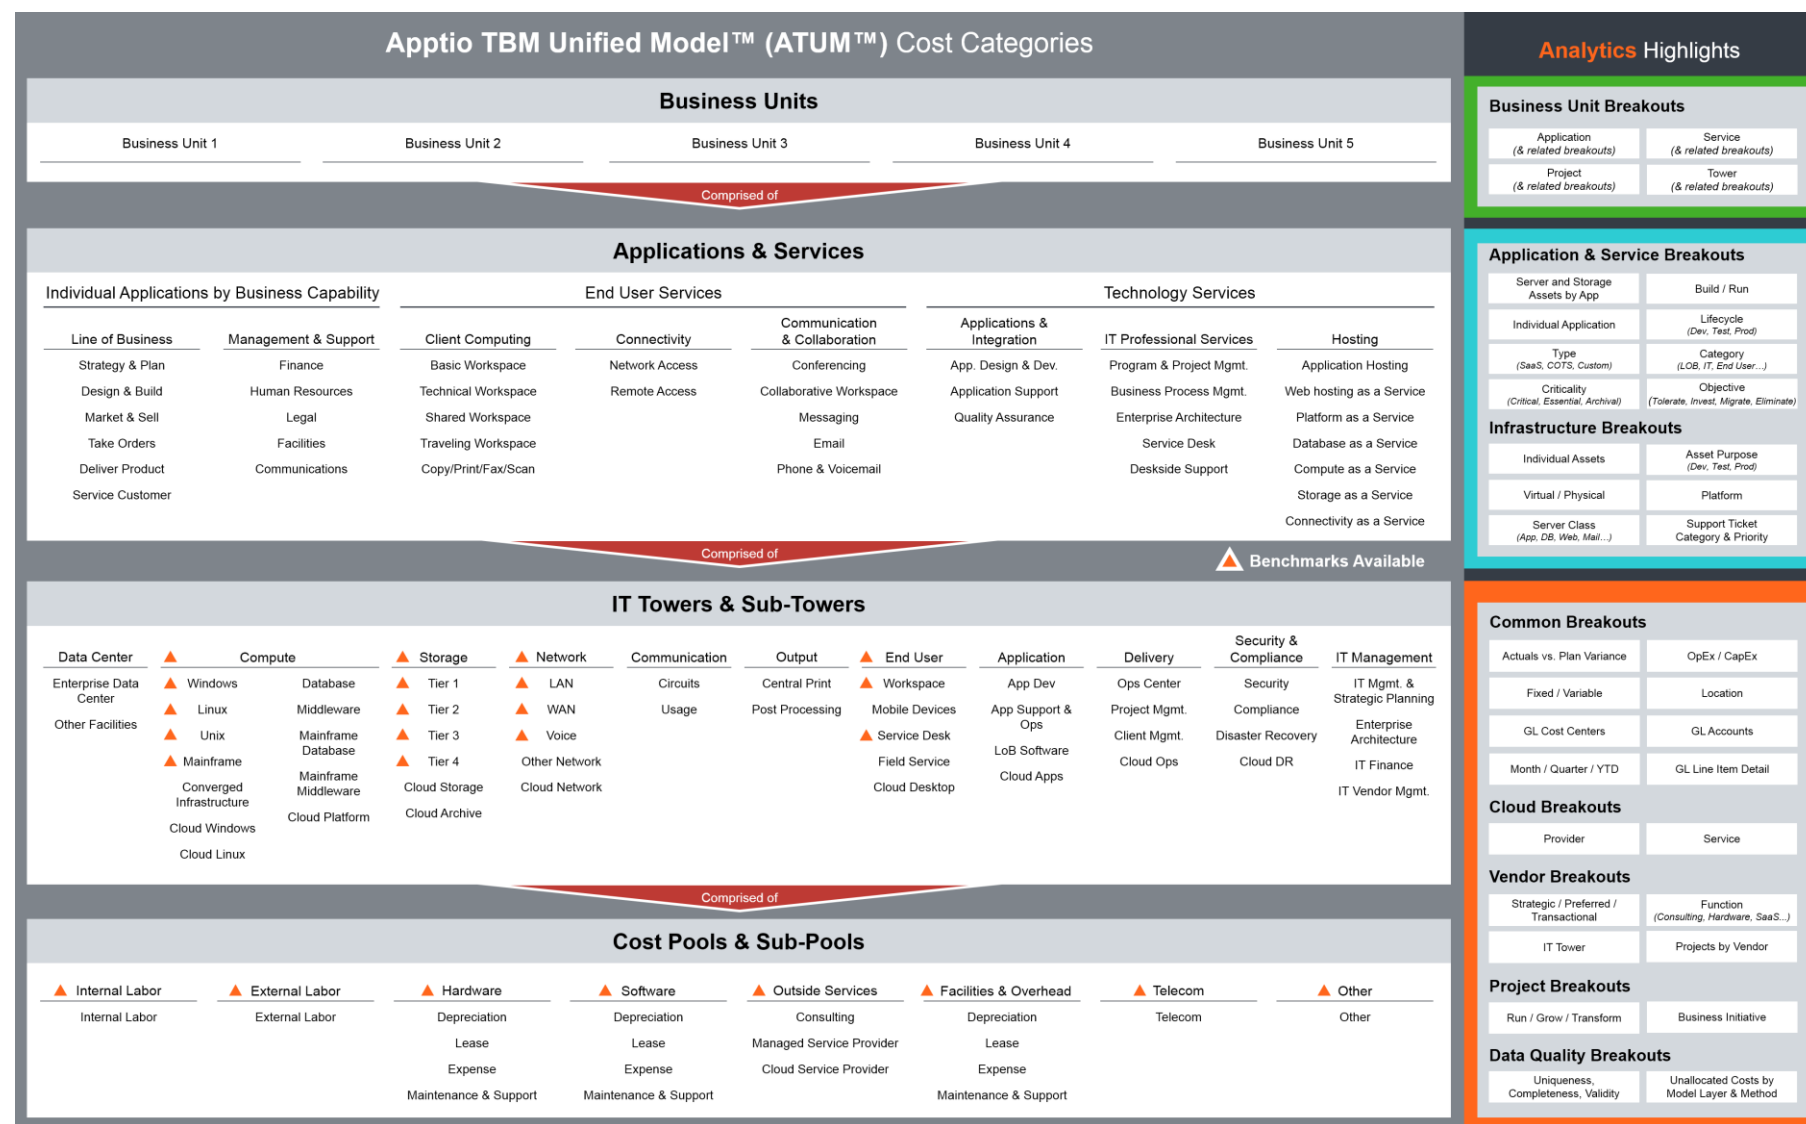 Apptio TBM Unified Model™ (ATUM™) Cost Categories
Business Units
Business Unit 1
Business Unit 2
Business Unit 3
Business Unit 4
Business Unit 5
Comprised of
Applications & Services
Individual Applications by Business Capability
Line of Business
Strategy & Plan
Design & Build
Market & Sell
Take Orders
Deliver Product
Service Customer
Management & Support
Finance
Human Resources
Legal
Facilities
Communications
End User Services
Client Computing
Basic Workspace
Technical Workspace
Shared Workspace
Traveling Workspace
Copy/Print/Fax/Scan
Connectivity
Network Access
Remote Access
Communication
& Collaboration
Conferencing
Collaborative Workspace
Messaging
Email
Phone & Voicemail
Technology Services
Applications &
Integration
App. Design & Dev.
Application Support
Quality Assurance
IT Professional Services
Program & Project Mgmt.
Business Process Mgmt.
Enterprise Architecture
Service Desk
Deskside Support
Hosting
Application Hosting
Web hosting as a Service
Platform as a Service
Database as a Service
Compute as a Service
Storage as a Service
Connectivity as a Service
Comprised of
Benchmarks Available
IT Towers & Sub-Towers
Data Center
Enterprise Data
Center
Other Facilities
Compute
Windows
Linux
Unix
Mainframe
Converged
Infrastructure
Cloud Windows
Cloud Linux
Database
Middleware
Mainframe
Database
Mainframe
Middleware
Cloud Platform
Storage
Tier 1
Tier 2
Tier 3
Tier 4
Cloud Storage
Cloud Archive
Network
LAN
WAN
Voice
Other Network
Cloud Network
Communication
Circuits
Usage
Output
Central Print
Post Processing
End User
Workspace
Mobile Devices
Service Desk
Field Service
Cloud Desktop
Application
App Dev
App Support &
Ops
LoB Software
Cloud Apps
Delivery
Ops Center
Project Mgmt.
Client Mgmt.
Cloud Ops
Security &
Compliance
Security
Compliance
Disaster Recovery
Cloud DR
IT Management
IT Mgmt. &
Strategic Planning
Enterprise
Architecture
IT Finance
IT Vendor Mgmt.
Comprised of
Cost Pools & Sub-Pools
Internal Labor
Internal Labor
External Labor
External Labor
Hardware
Depreciation
Lease
Expense
Maintenance & Support
Software
Depreciation
Lease
Expense
Maintenance & Support
Outside Services
Consulting
Managed Service Provider
Cloud Service Provider
Facilities & Overhead
Depreciation
Lease
Expense
Maintenance & Support
Telecom
Telecom
Other
Other
Analytics Highlights
Business Unit Breakouts
Application
(& related breakouts)
Service
(& related breakouts)
Project
(& related breakouts)
Tower
(& related breakouts)
Application & Service Breakouts
Server and Storage
Assets by App
Build / Run
Individual Application
Lifecycle
(Dev, Test, Prod)
Type
(SaaS, COTS, Custom)
Category
(LOB, IT, End User…)
Criticality
(Critical, Essential, Archival)
Objective
(Tolerate, Invest, Migrate, Eliminate)
Infrastructure Breakouts
Individual Assets
Asset Purpose
(Dev, Test, Prod)
Virtual / Physical
Platform
Server Class
(App, DB, Web, Mail…)
Support Ticket
Category & Priority
Common Breakouts
Actuals vs. Plan Variance
OpEx / CapEx
Fixed / Variable
Location
GL Cost Centers
GL Accounts
Month / Quarter / YTD
GL Line Item Detail
Cloud Breakouts
Provider
Service
Vendor Breakouts
Strategic / Preferred /
Transactional
Function
(Consulting, Hardware, SaaS...)
IT Tower
Projects by Vendor
Project Breakouts
Run / Grow / Transform
Business Initiative
Data Quality Breakouts
Uniqueness,
Completeness, Validity
Unallocated Costs by
Model Layer & Method